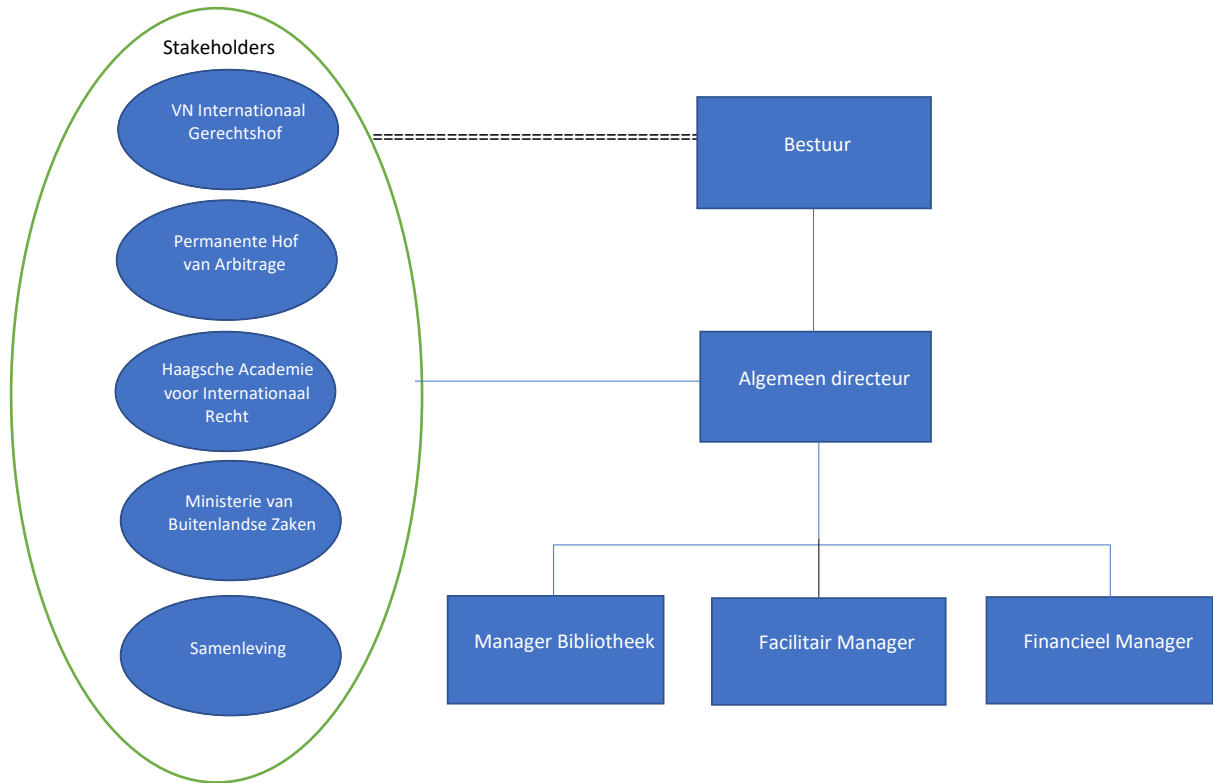 Stakeholders
VN Internationaal
Gerechtshof
Permanente Hof
van Arbitrage
Haagsche Academie
voor Internationaal
Recht
Ministerie van
Buitenlandse Zaken
Samenleving
Bestuur
Algemeen directeur
Manager Bibliotheek
Facilitair Manager
Financieel Manager